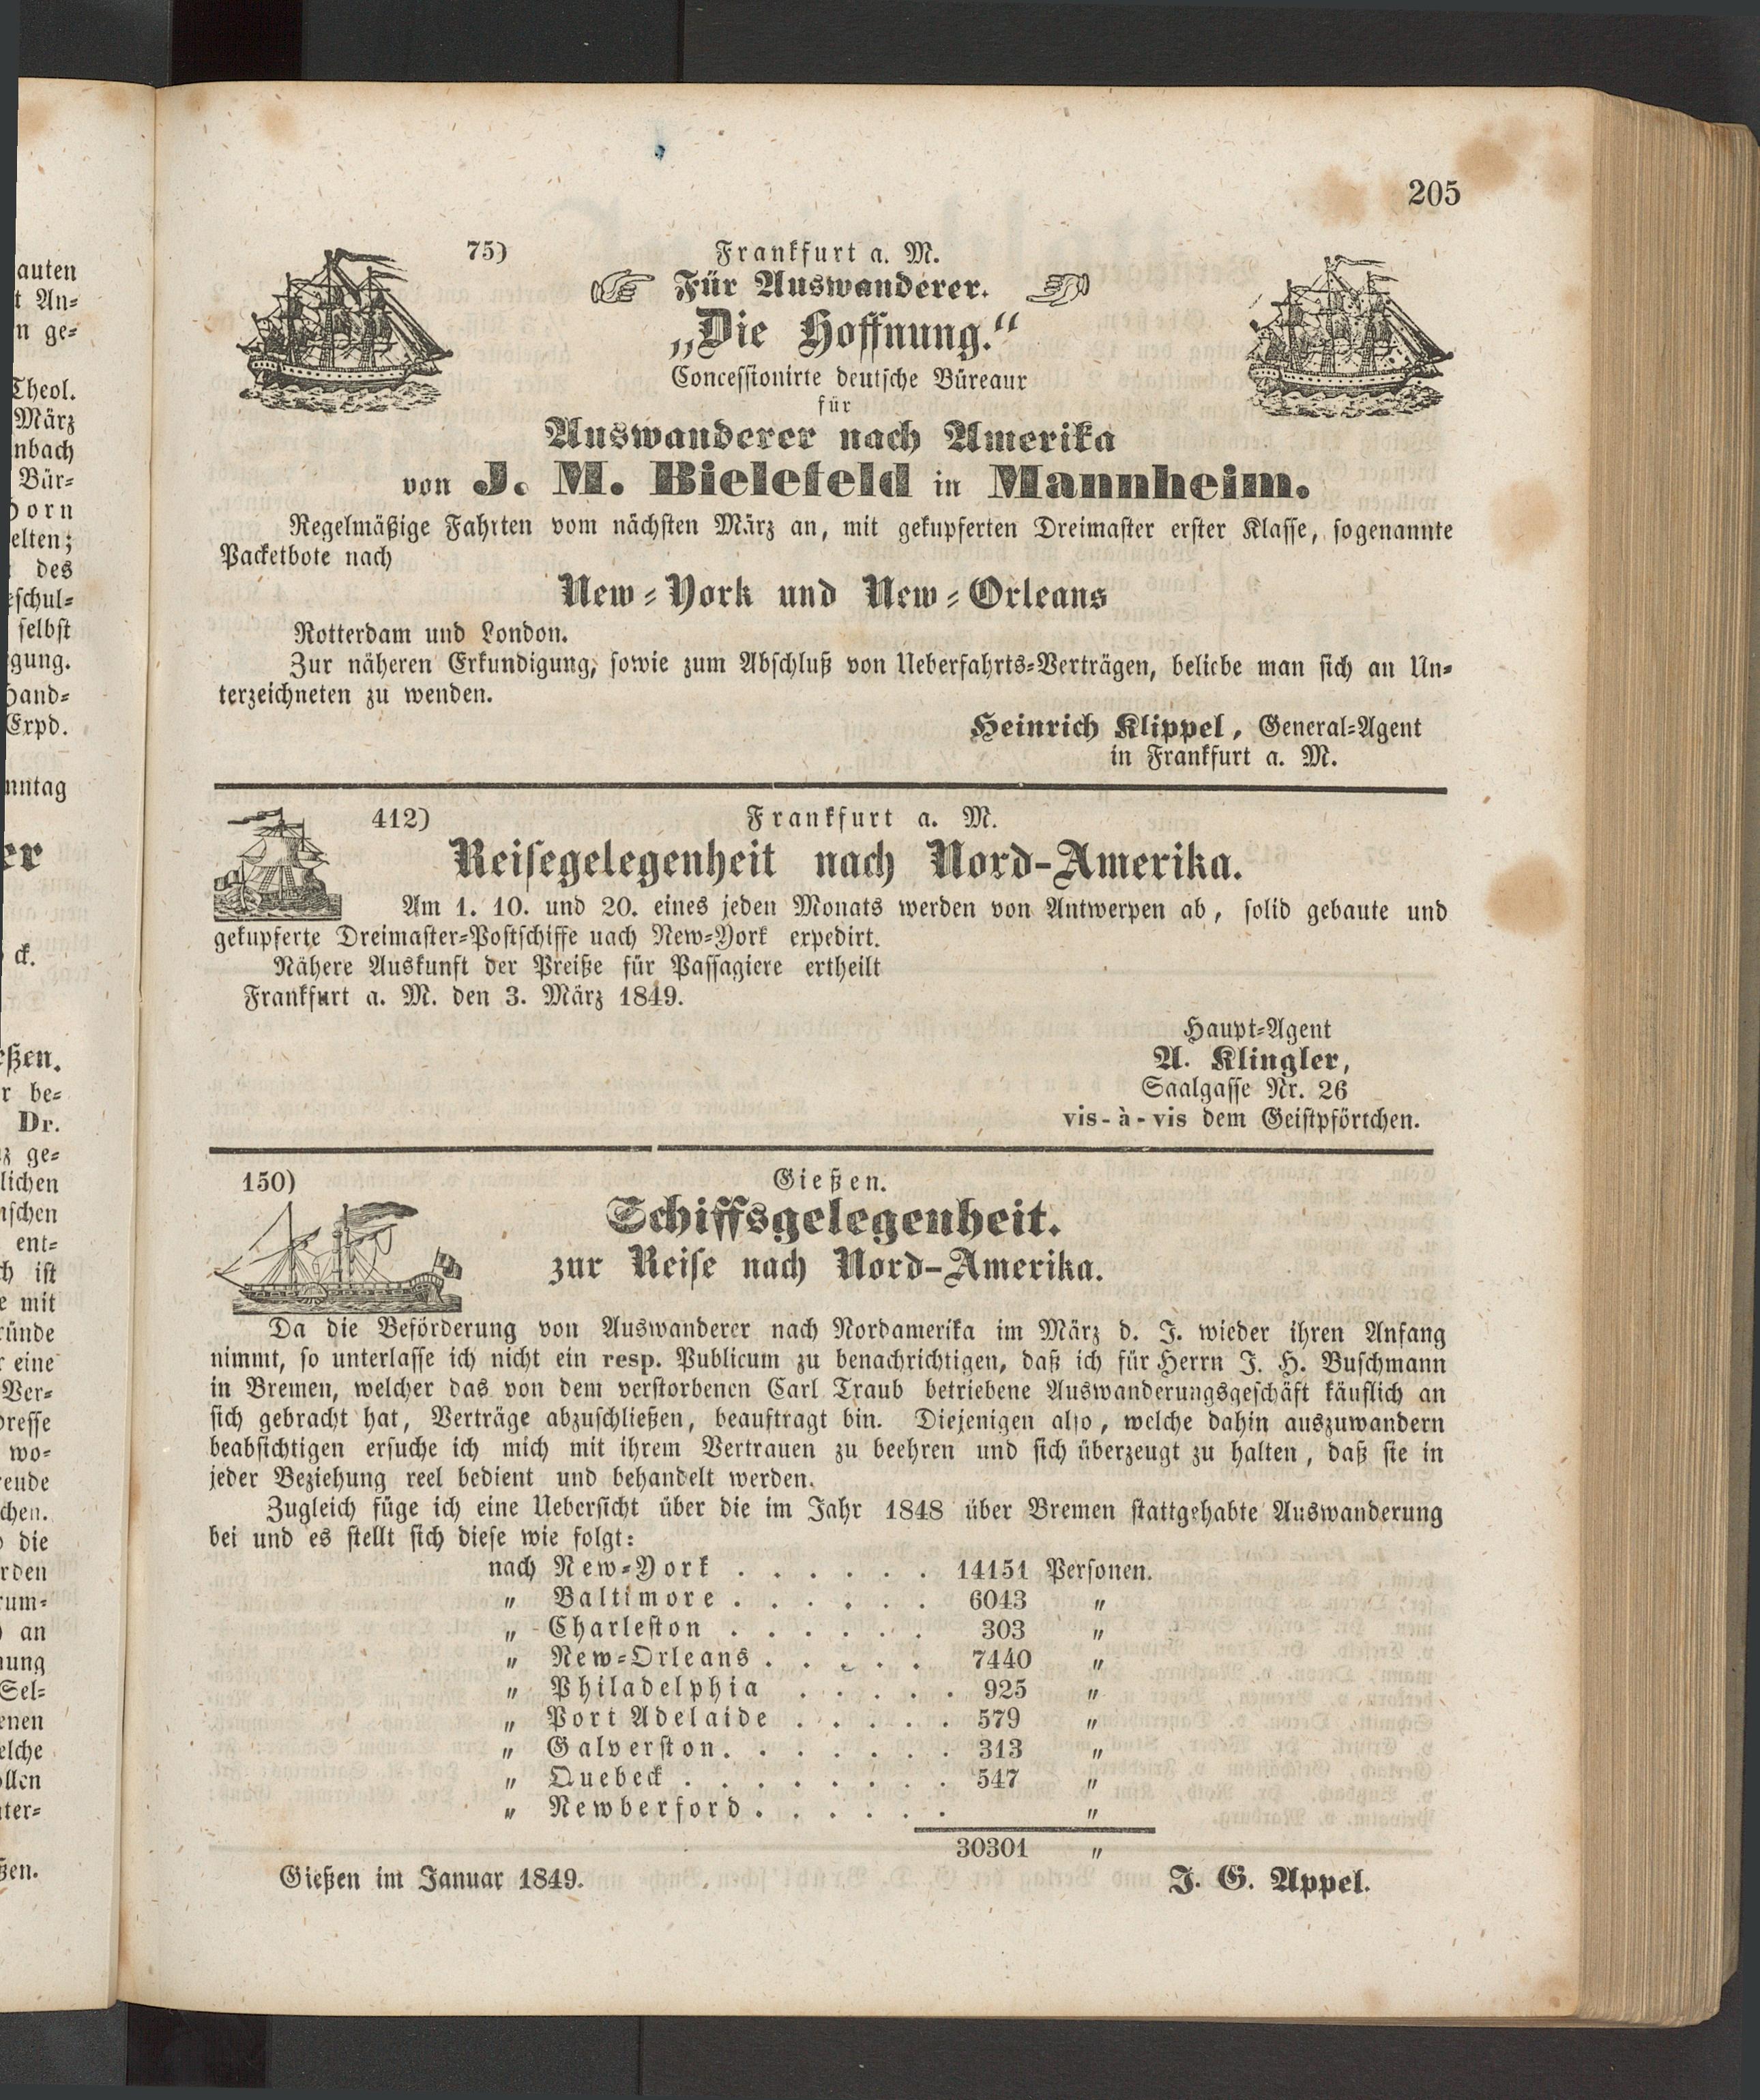 205
75) Frankfurt a. M.
Für Auswanderer.
„Die Hoffnung.“
Concessionirte deutsche Büreaux
für
Auswanderer nach Amerika
von J. M. Bielefeld in Mannheim.
Regelmäßige Fahrten vom nächsten März an, mit gekupferten Dreimaster erster Klasse, sogenannte
Packetbote nach
New-York und New-Orleans
Rotterdam und London.
Zur näheren Erkundigung, sowie zum Abschluß von Ueberfahrts-Verträgen, beliebe man sich an Un-
terzeichneten zu wenden.
Heinrich Klippel, General-Agent
in Frankfurt a. M.
412) Frankfurt a. M.
Reisegelegenheit nach Nord-Amerika.
Am 1. 10. und 20. eines jeden Monats werden von Antwerpen ab, solid gebaute und
gekupferte Dreimaster-Postschiffe uach New-York expedirt.
Nähere Auskunft der Preiße für Passagiere ertheilt
Frankfurt a. M. den 3. März 1849.
Haupt-Agent
A. Klingler,
Saalgasse Nr. 26
vis-à-vis dem Geistpförtchen.
150) Gießen.
Schiffsgelegenheit.
zur Reise nach Nord-Amerika.
Da die Beförderung von Auswanderer nach Nordamerika im März d. J. wieder ihren Anfang
nimmt, so unterlasse ich nicht ein resp. Publicum zu benachrichtigen, daß ich für Herrn J. H. Buschmann
in Bremen, welcher das von dem verstorbenen Carl Traub betriebene Auswanderungsgeschäft käuflich an
sich gebracht hat, Verträge abzuschließen, beauftragt bin. Diejenigen also, welche dahin auszuwandern
beabsichtigen ersuche ich mich mit ihrem Vertrauen zu beehren und sich überzeugt zu halten, daß sie in
jeder Beziehung reel bedient und behandelt werden.
Zugleich füge ich eine Uebersicht über die im Jahr 1848 über Bremen stattgehabte Auswanderung
bei und es stellt sich diese wie folgt:
nach New-York . . . . . . 14151 Personen.
„ Baltimore . . . . . . 6043 „
„ Charleston . . . . . . 303 „
„ New-Orleans . . . . . 7440 „
„ Philadelphia . . . . . 925 „
„ Port Adelaide . . . . . 579 „
„ Galverston. . . . . . . 313 „
„ Quebeck . . . . . . . . 547 „
„ Newberford . . . . . . „
30301 „
Gießen im Januar 1849. J. G. Appel.